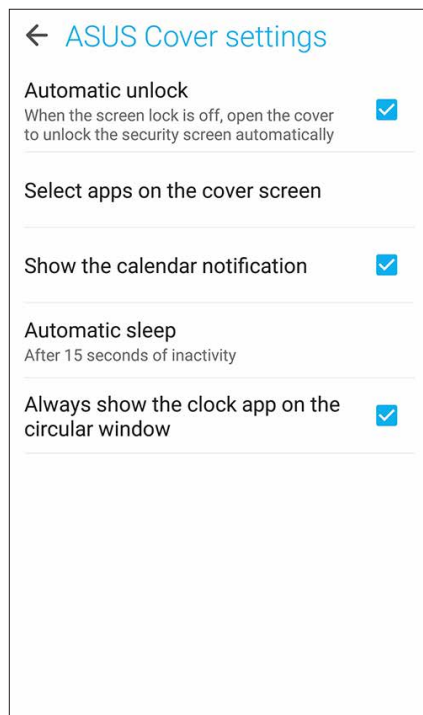 ASUS Cover settings
Automatic unlock
When the screen lock is off, open the cover
to unlock the security screen automatically
Select apps on the cover screen
Show the calendar notification
Automatic sleep
After 15 seconds of inactivity
Always show the clock app on the
circular window